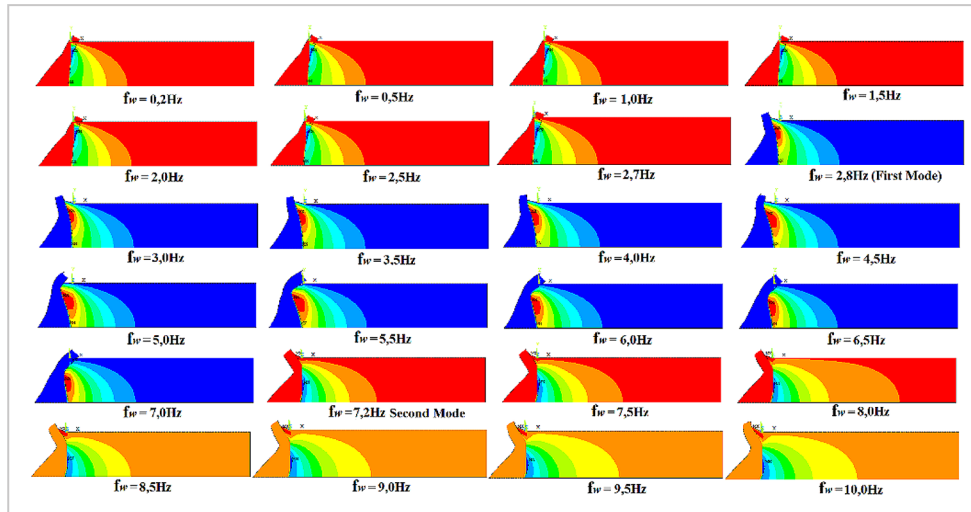 fw = 0,2Hz
fw = 0,5Hz
fw = 1,0Hz
fw = 1,5Hz
fw = 2,0Hz
fw = 2,5Hz
fw = 2,7Hz
fw = 2,8Hz (First Mode)
fw = 3,0Hz
fw = 3,5Hz
fw = 4,0Hz
fw = 4,5Hz
fw = 5,0Hz
fw = 5,5Hz
fw = 6,0Hz
fw = 6,5Hz
fw = 7,0Hz
fw = 7,2Hz Second Mode
fw = 7,5Hz
fw = 8,0Hz
fw = 8,5Hz
fw = 9,0Hz
fw = 9,5Hz
fw = 10,0Hz